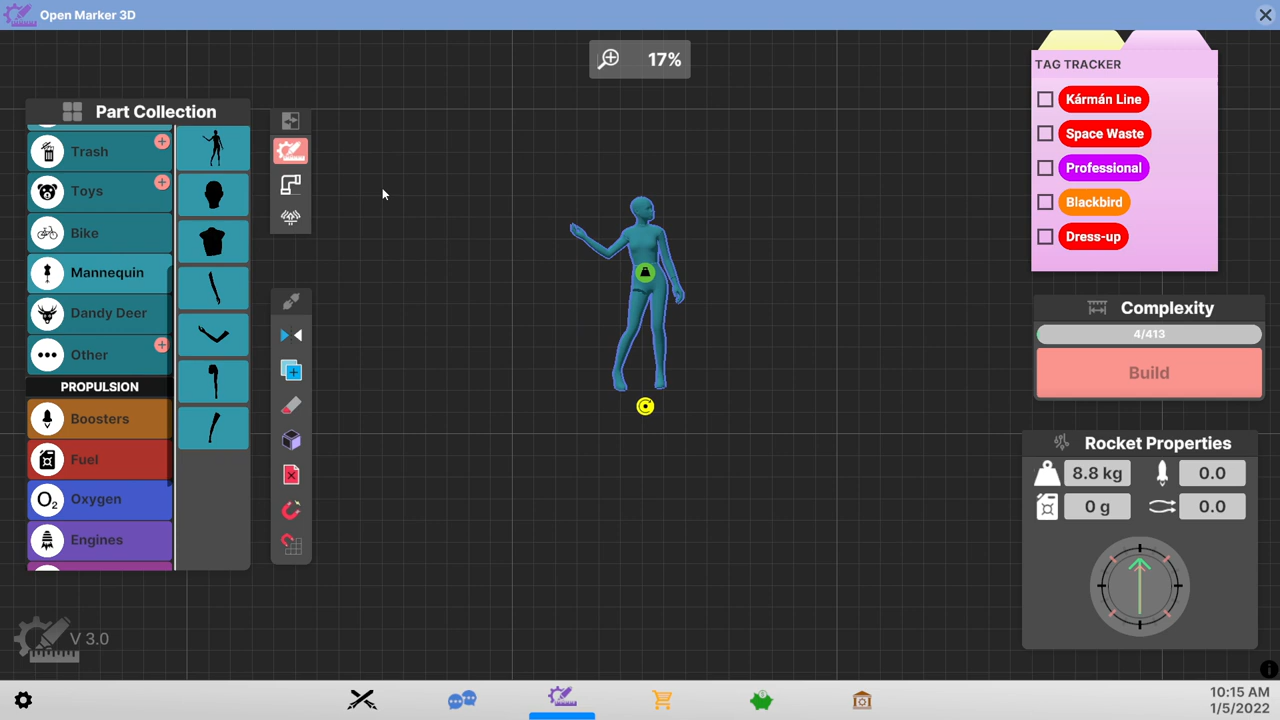 Open Marker 3D
17%
TAG TRACKER
Kármán Line
Space Waste
Professional
Blackbird
Dress-up
Part Collection
Trash
Toys
Bike
Mannequin
Dandy Deer
Other
PROPULSION
Boosters
Fuel
O2 Oxygen
Engines
Complexity
4/413
Build
Rocket Properties
8.8 kg 0.0
0 g 0.0
V 3.0
10:15 AM
1/5/2022